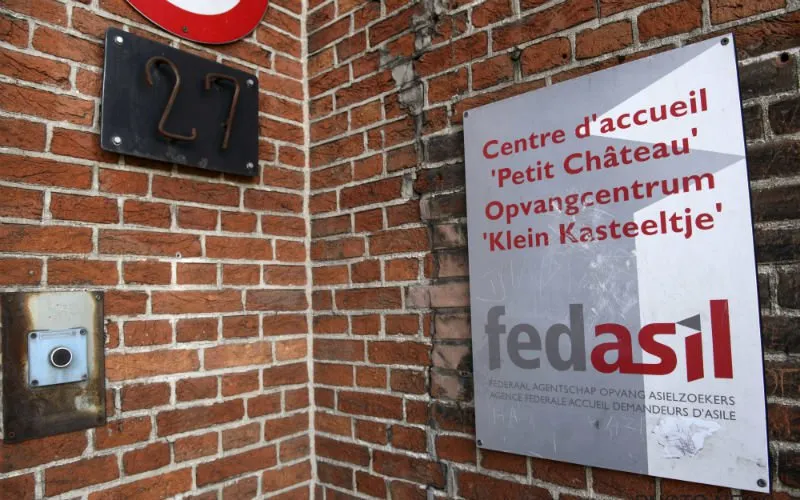 27
Centre d'accueil
'Petit Château'
Opvangcentrum
'Klein Kasteeltje'
fedasil
FEDERAAL AGENTSCHAP OPVANG ASIELZOEKERS
AGENCE FEDERALE ACCUEIL DEMANDEURS D'ASILE